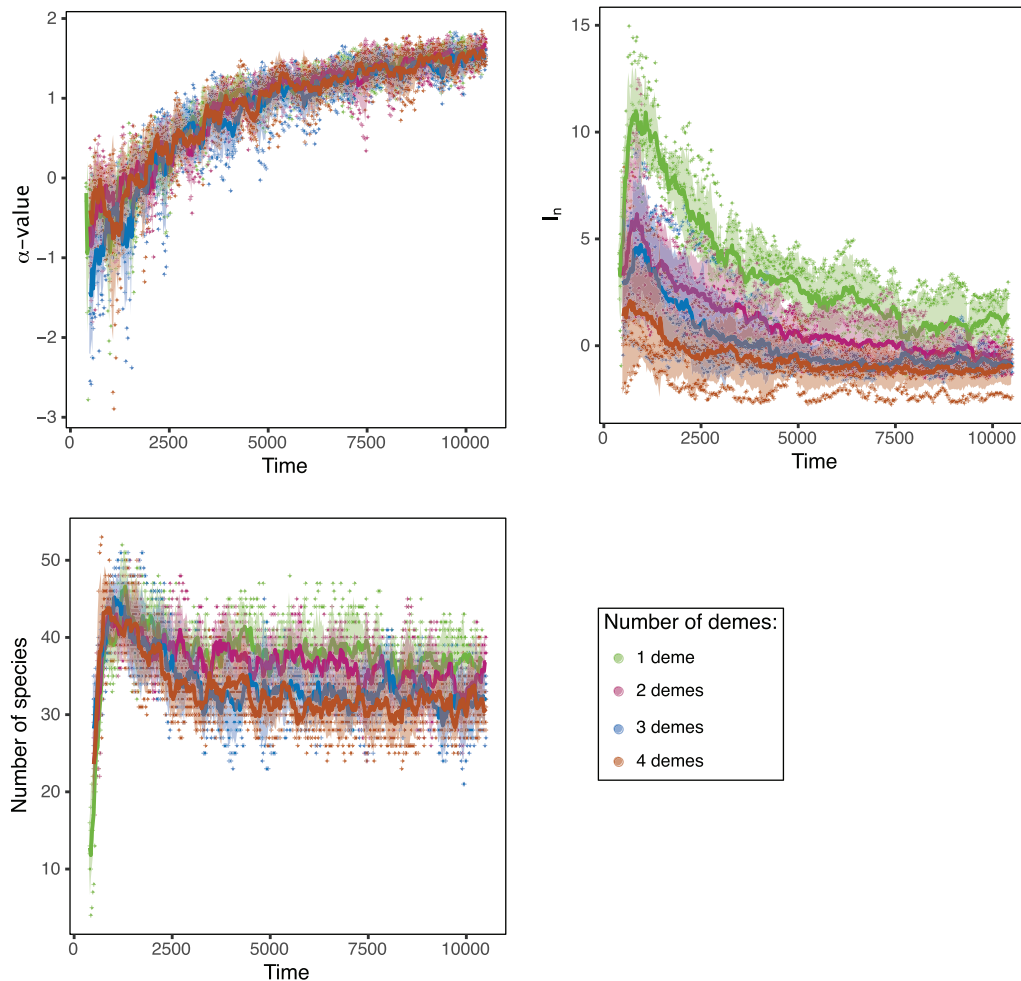 2
1
0
−1
−2
−3
α−value
0
2500
5000
7500
10000
Time
15
10
5
0
Iₙ
0
2500
5000
7500
10000
Time
50
40
30
20
10
Number of species
0
2500
5000
7500
10000
Time
Number of demes:
1 deme
2 demes
3 demes
4 demes